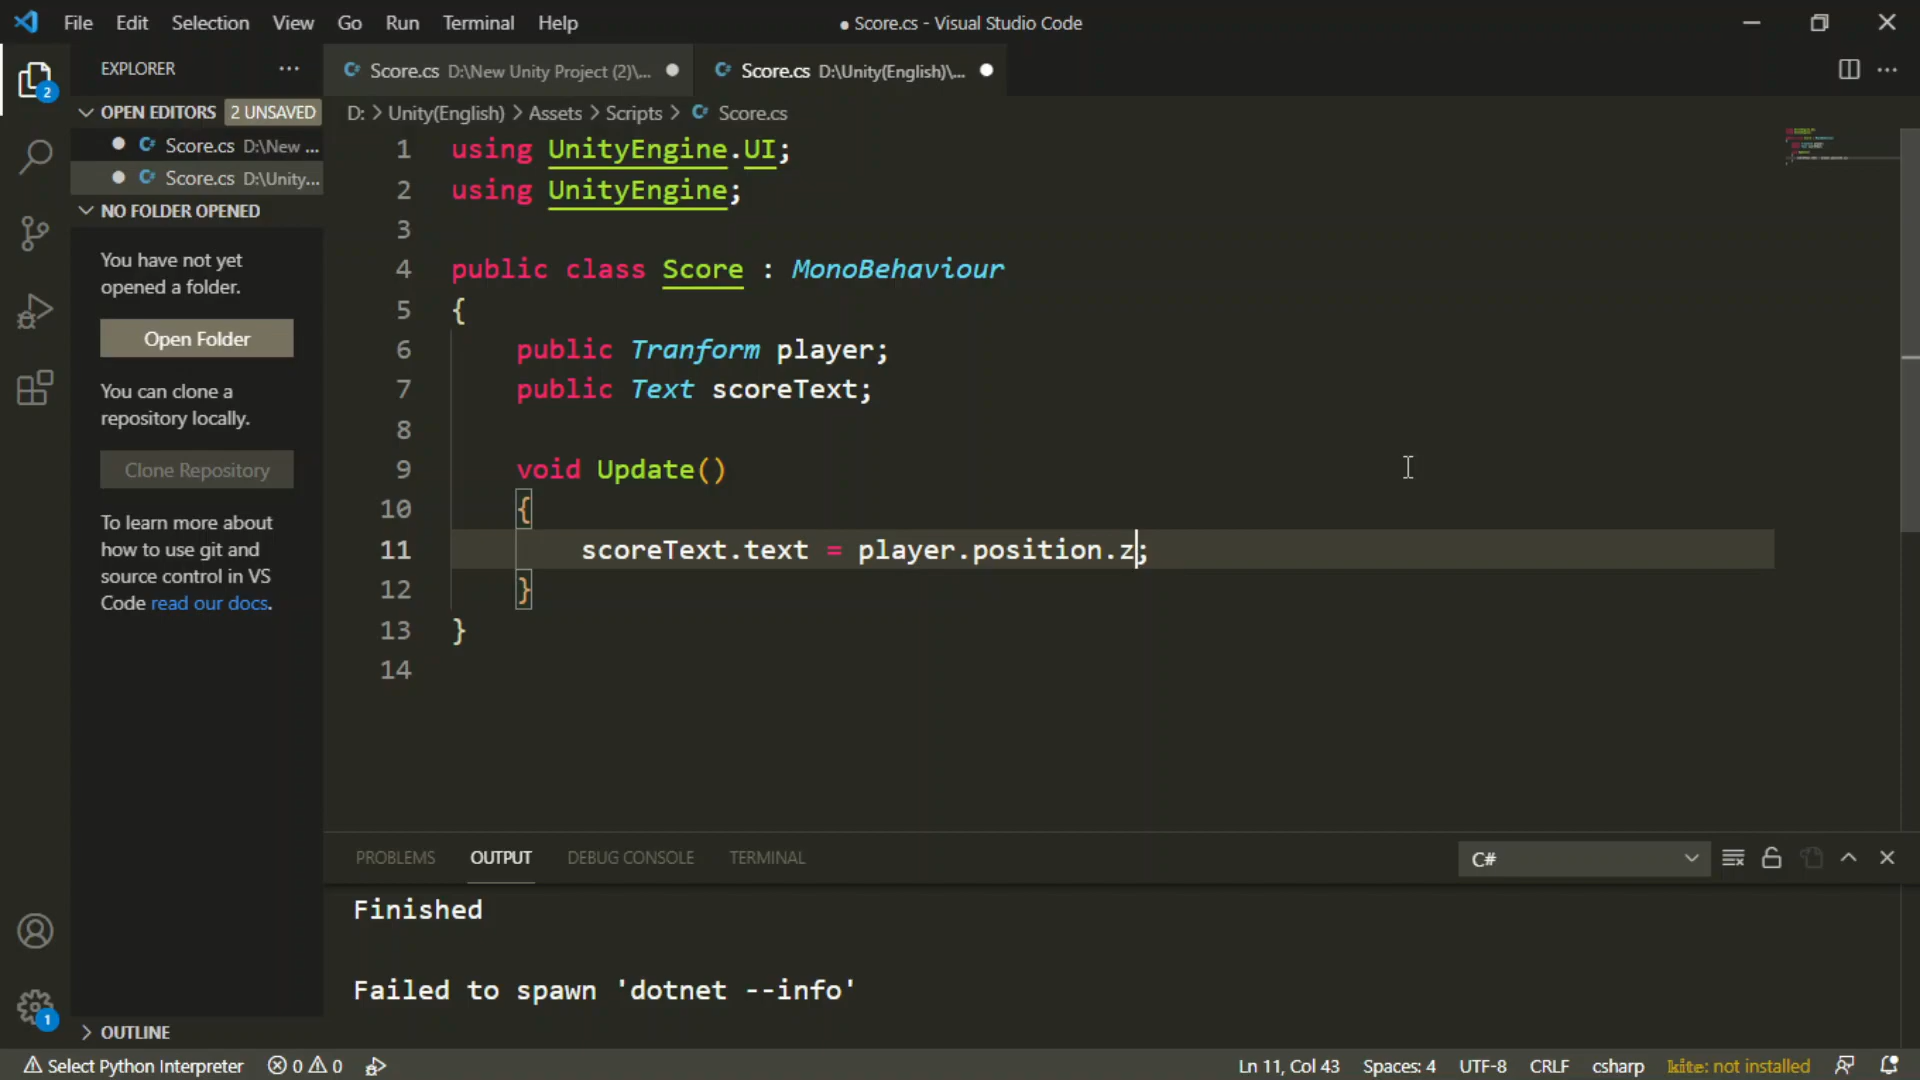 File Edit Selection View Go Run Terminal Help
● Score.cs - Visual Studio Code
EXPLORER ...
Score.cs D:\New Unity Project (2)\...
Score.cs D:\Unity(English)\...
OPEN EDITORS 2 UNSAVED
2
Score.cs D:\New ...
Score.cs D:\Unity...
NO FOLDER OPENED
You have not yet
opened a folder.
Open Folder
You can clone a
repository locally.
Clone Repository
To learn more about
how to use git and
source control in VS
Code read our docs.
1
OUTLINE
D: > Unity(English) > Assets > Scripts > Score.cs
1 using UnityEngine.UI;
2 using UnityEngine;
3
4 public class Score : MonoBehaviour
5 {
6 public Tranform player;
7 public Text scoreText;
8
9 void Update()
10 {
11 scoreText.text = player.position.z;
12 }
13 }
14
PROBLEMS OUTPUT DEBUG CONSOLE TERMINAL
C#
Finished
Failed to spawn 'dotnet --info'
Select Python Interpreter 0 0
Ln 11, Col 43 Spaces: 4 UTF-8 CRLF csharp kite: not installed